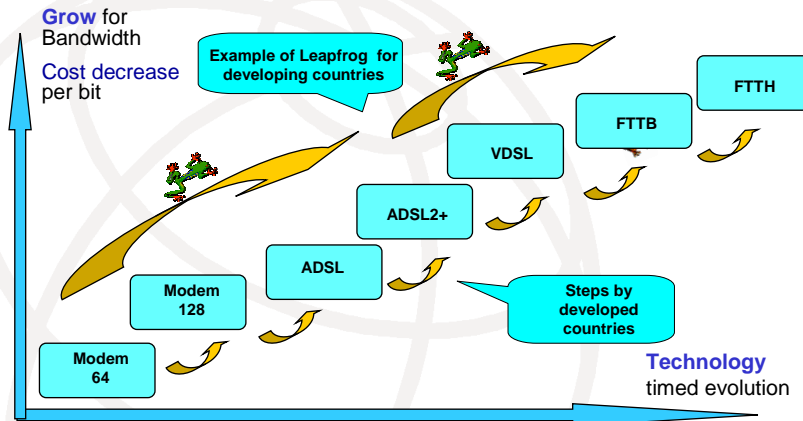 Grow for
Bandwidth
Cost decrease
per bit
Example of Leapfrog for
developing countries
FTTH
FTTB
VDSL
ADSL2+
ADSL
Modem
128
Modem
64
Steps by
developed
countries
Technology
timed evolution